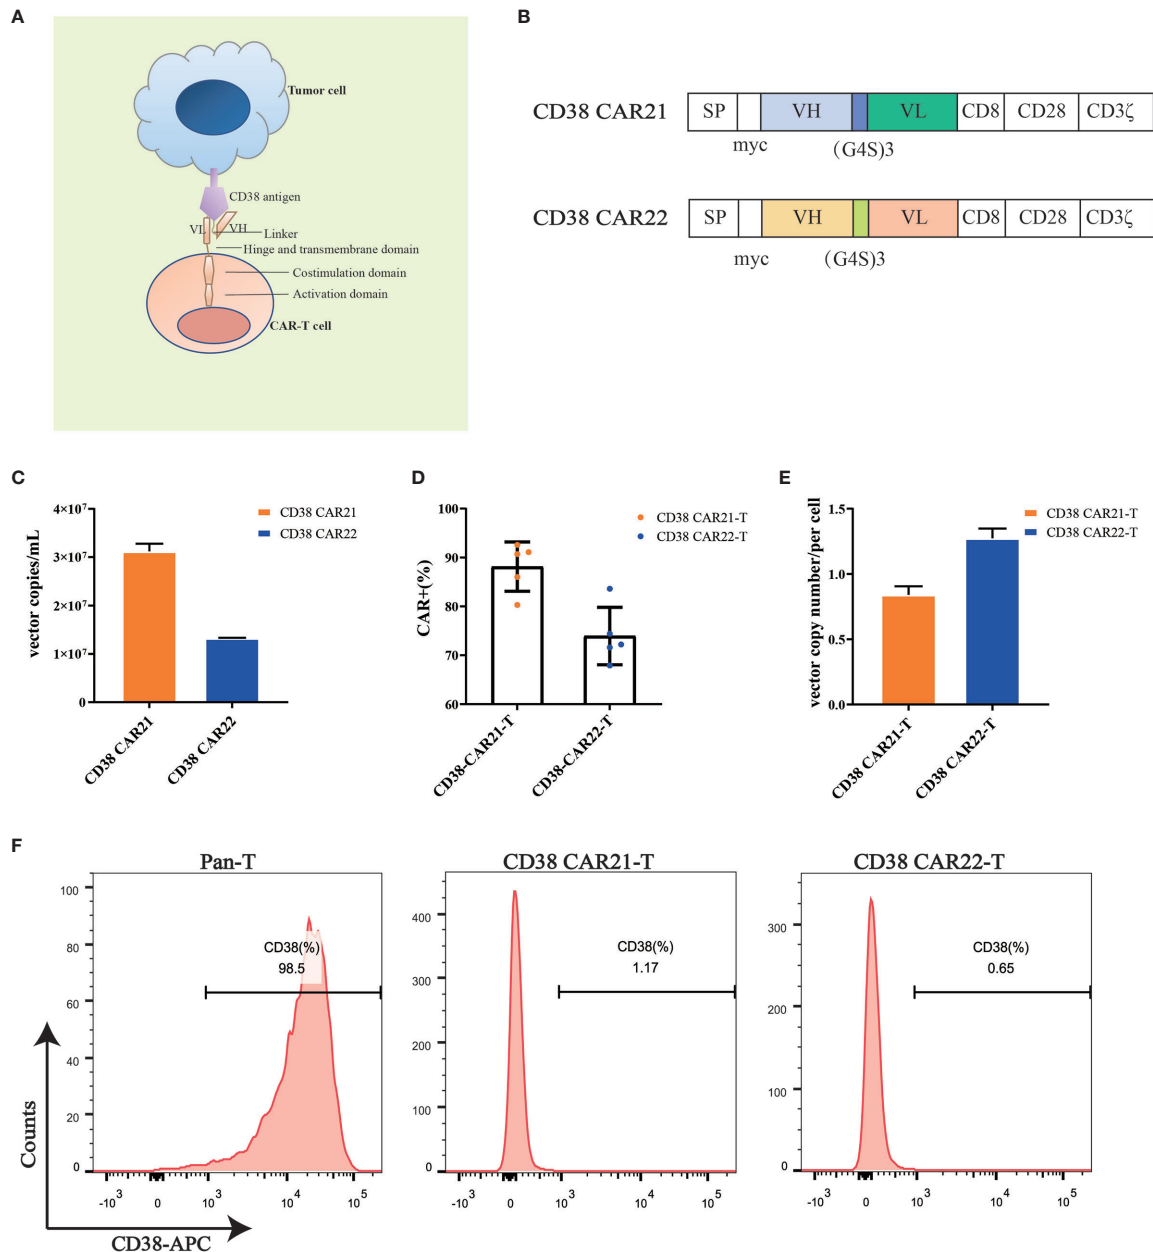 A
Tumor cell
CD38 antigen
VL
VH
Linker
Hinge and transmembrane domain
Costimulation domain
Activation domain
CAR-T cell
B
CD38 CAR21
SP VH VL CD8 CD28 CD3ζ
myc (G4S)3
CD38 CAR22
SP VH VL CD8 CD28 CD3ζ
myc (G4S)3
C
vector copies/mL
4×10⁷
3×10⁷
2×10⁷
1×10⁷
0
CD38 CAR21
CD38 CAR22
CD38 CAR21
CD38 CAR22
D
CAR+(%)
100
90
80
70
60
CD38 CAR21-T
CD38 CAR22-T
CD38-CAR21-T
CD38-CAR22-T
E
vector copy number/per cell
1.5
1.0
0.5
0.0
CD38 CAR21-T
CD38 CAR22-T
CD38 CAR21-T
CD38 CAR22-T
F
Pan-T
100
80
60
40
20
0
CD38(%)
98.5
-10³ 0 10³ 10⁴ 10⁵
Counts
CD38-APC
CD38 CAR21-T
400
300
200
100
0
CD38(%)
1.17
-10³ 0 10³ 10⁴ 10⁵
CD38 CAR22-T
300
200
100
0
CD38(%)
0.65
-10³ 0 10³ 10⁴ 10⁵